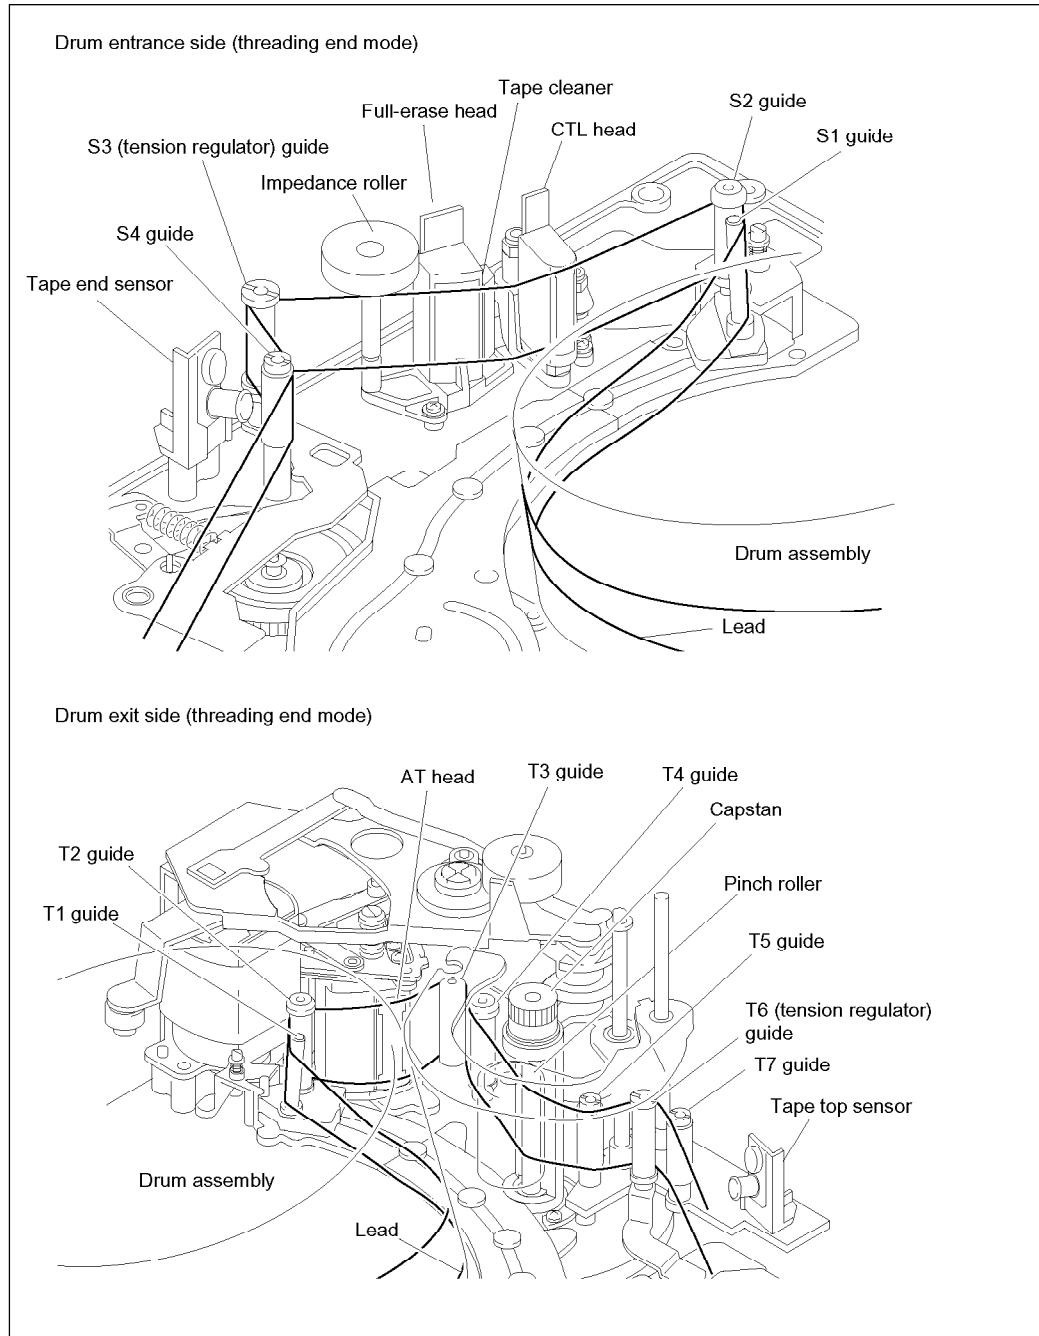 Drum entrance side (threading end mode)
Tape cleaner
Full-erase head
S2 guide
CTL head
S1 guide
S3 (tension regulator) guide
Impedance roller
S4 guide
Tape end sensor
Drum assembly
Lead
Drum exit side (threading end mode)
AT head
T3 guide
T4 guide
Capstan
T2 guide
Pinch roller
T1 guide
T5 guide
T6 (tension regulator)
guide
T7 guide
Tape top sensor
Drum assembly
Lead